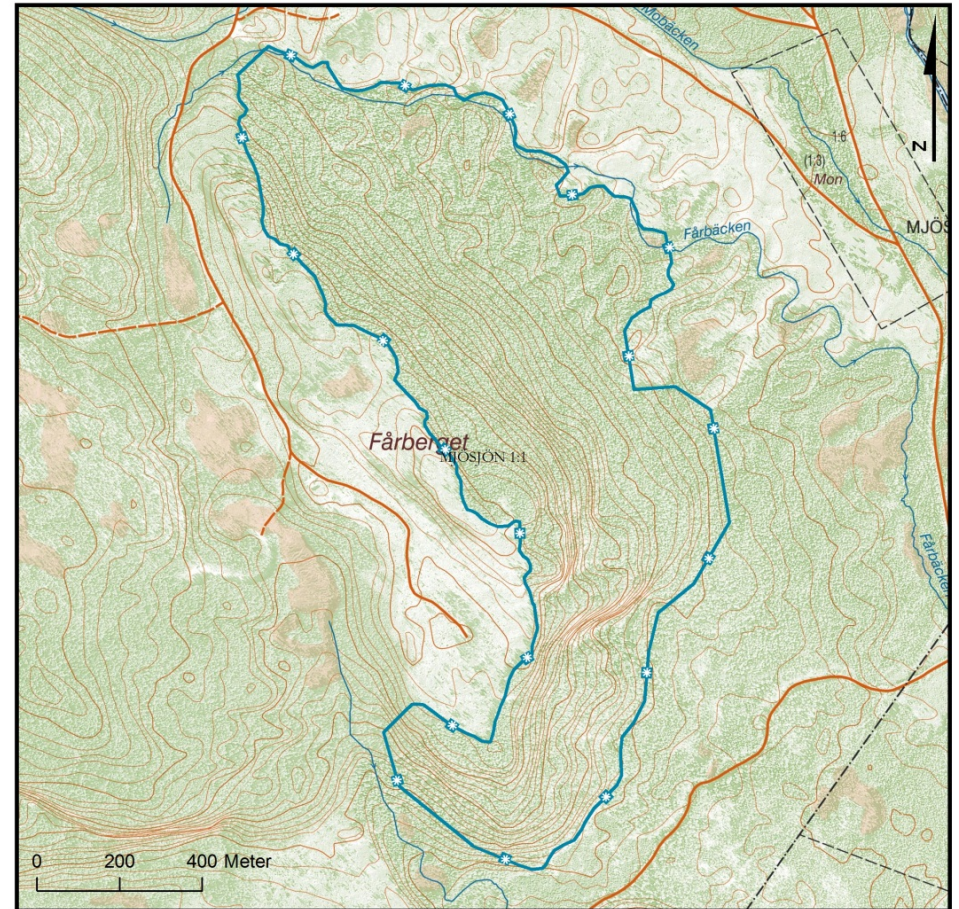 Mobäcken
N
1:6
(1:3)
Mon
MJÖS
Fårbäcken
Fårberget
MJÖSJÖN 1:1
Fårbäcken
0 200 400 Meter